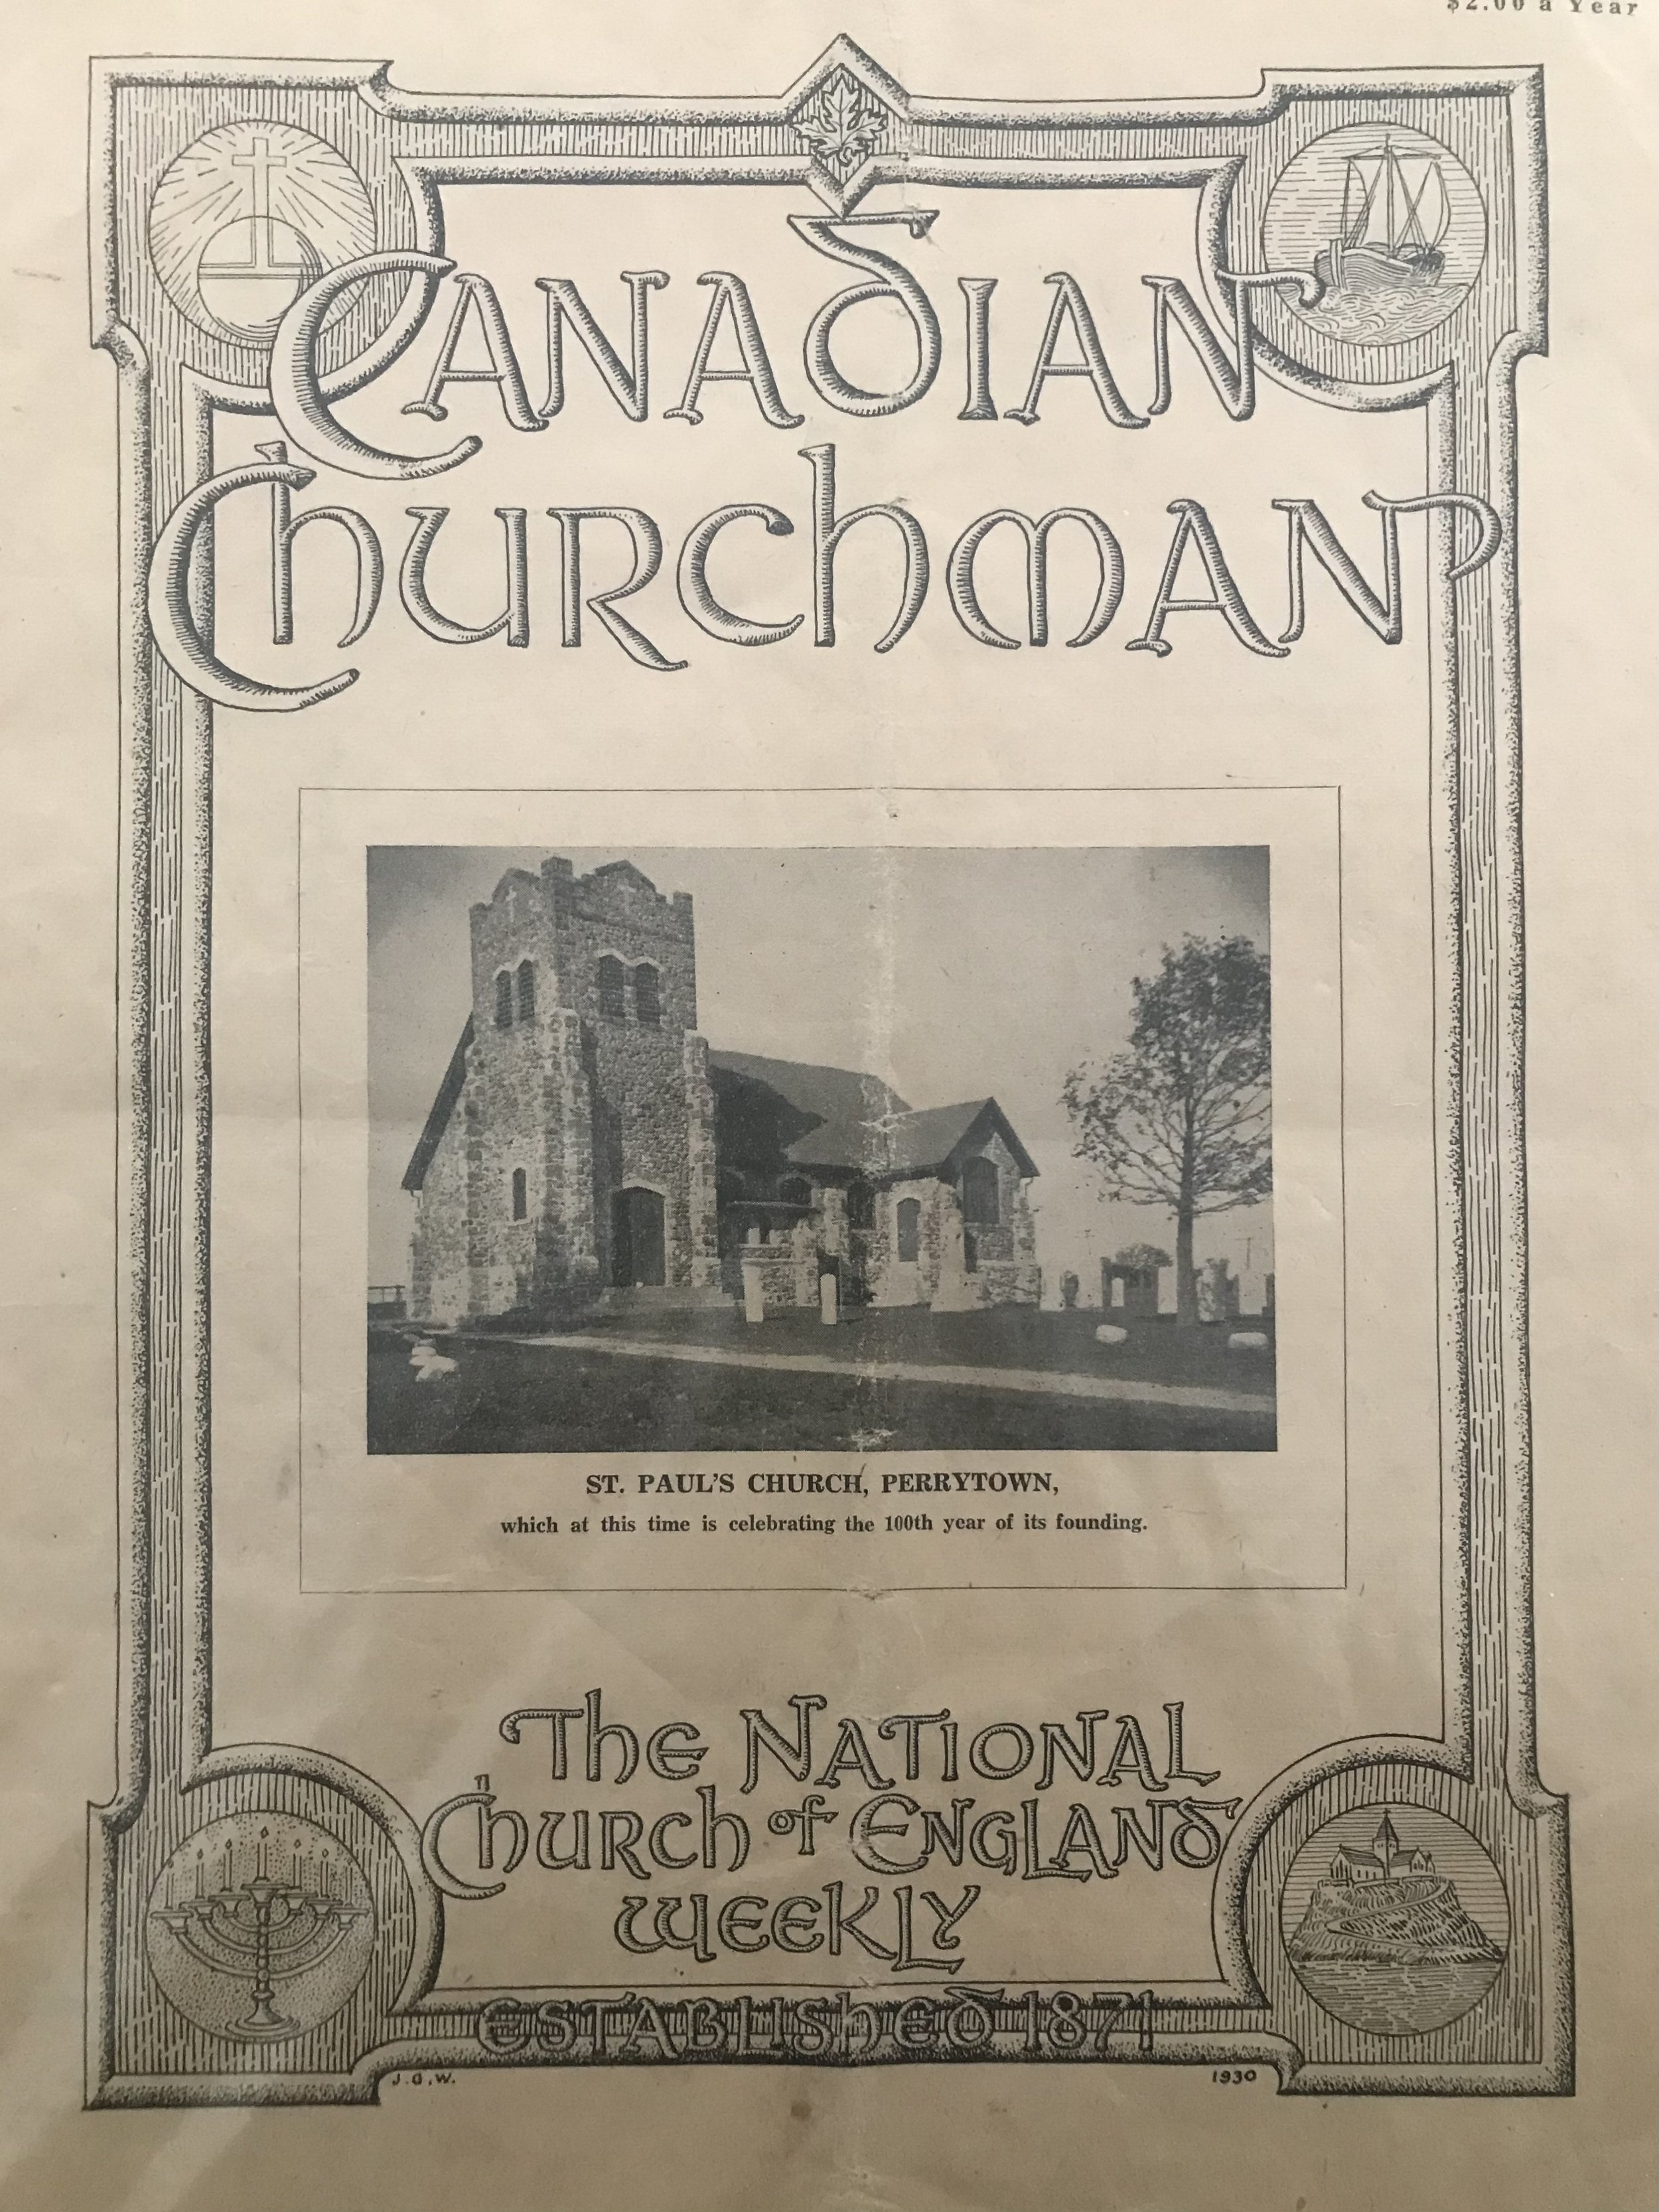 $2.00 a Year
Canadian
Churchman
ST. PAUL'S CHURCH, PERRYTOWN,
which at this time is celebrating the 100th year of its founding.
The National
Church of England
Weekly
Established 1871
J.G.W. 1930